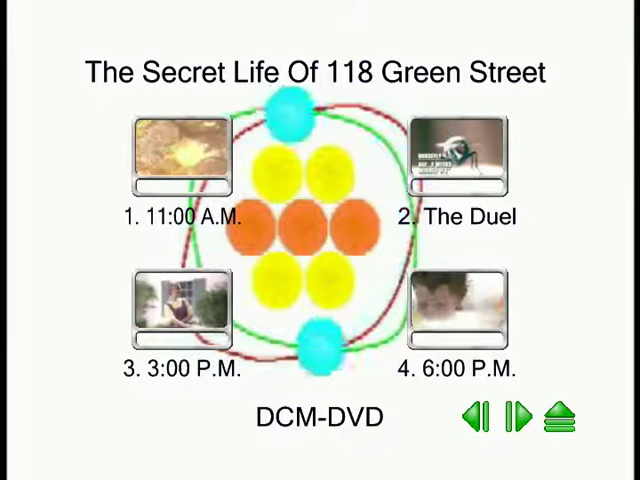 The Secret Life Of 118 Green Street
1. 11:00 A.M.
2. The Duel
3. 3:00 P.M.
4. 6:00 P.M.
DCM-DVD